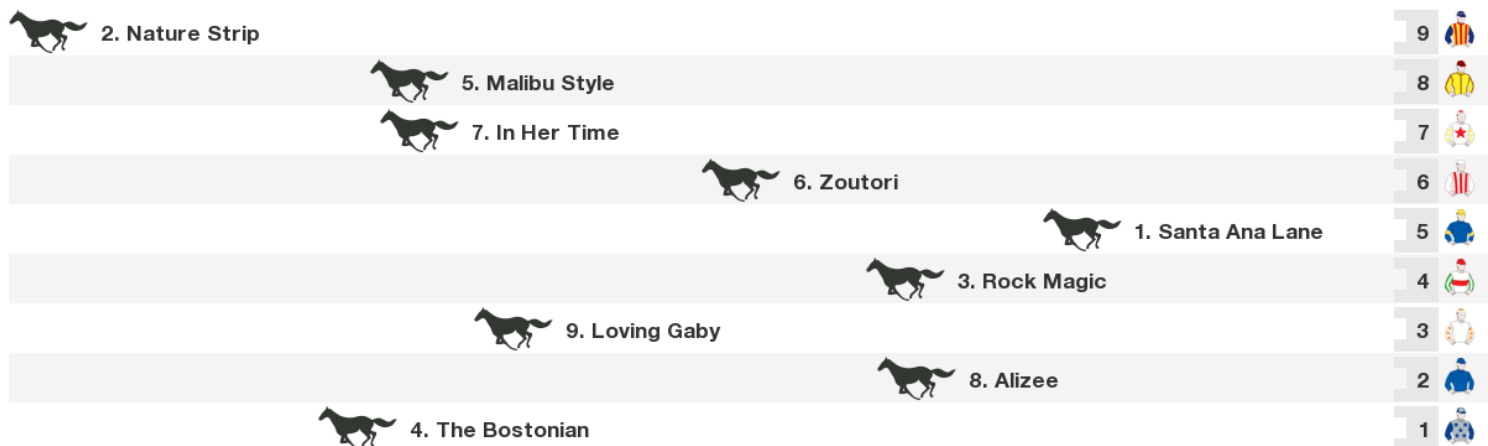 2. Nature Strip 9
5. Malibu Style 8
7. In Her Time 7
6. Zoutori 6
1. Santa Ana Lane 5
3. Rock Magic 4
9. Loving Gaby 3
8. Alizee 2
4. The Bostonian 1